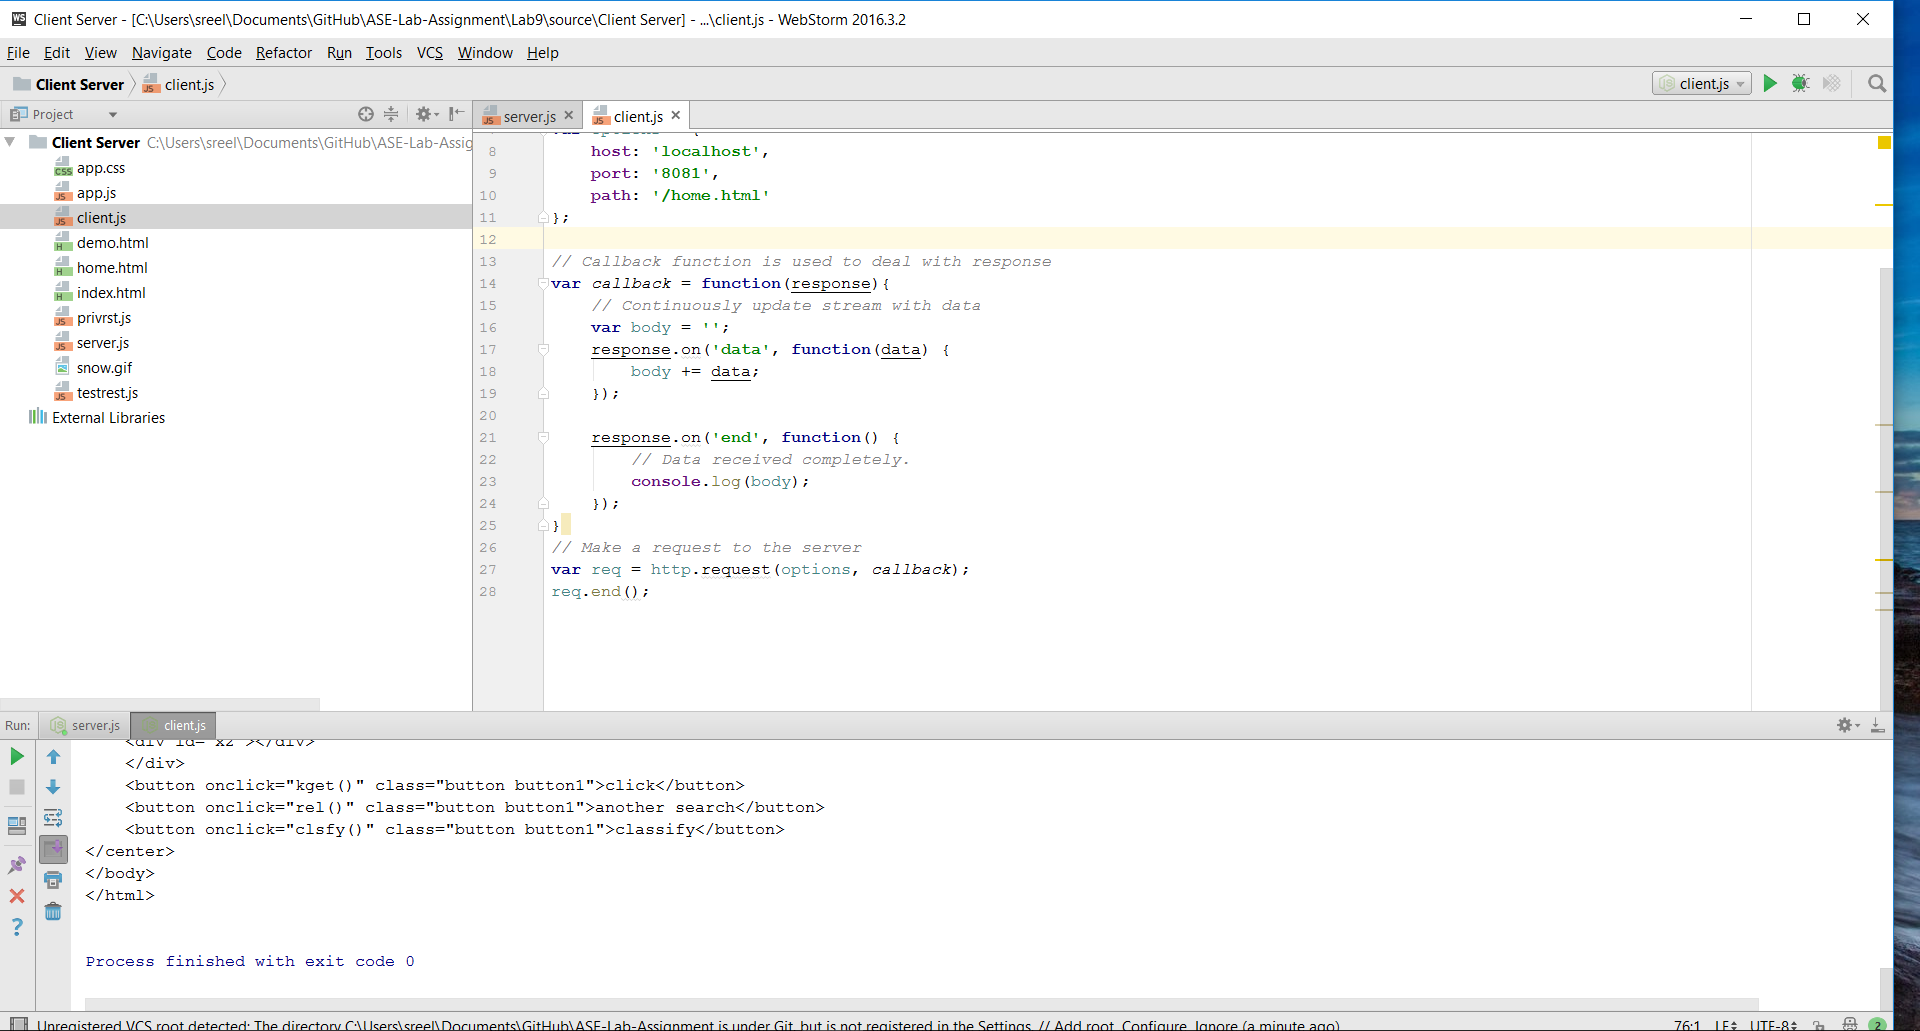 WS Client Server - [C:\Users\sreel\Documents\GitHub\ASE-Lab-Assignment\Lab9\source\Client Server] - ...\client.js - WebStorm 2016.3.2
File Edit View Navigate Code Refactor Run Tools VCS Window Help
Client Server client.js client.js
Project
server.js client.js
Client Server C:\Users\sreel\Documents\GitHub\ASE-Lab-Assig
app.css
app.js
client.js
demo.html
home.html
index.html
privrst.js
server.js
snow.gif
testrest.js
External Libraries
8 host: 'localhost',
9 port: '8081',
10 path: '/home.html'
11 };
12
13 // Callback function is used to deal with response
14 var callback = function(response){
15 // Continuously update stream with data
16 var body = '';
17 response.on('data', function(data) {
18 body += data;
19 });
20
21 response.on('end', function() {
22 // Data received completely.
23 console.log(body);
24 });
25 }
26 // Make a request to the server
27 var req = http.request(options, callback);
28 req.end();
Run: server.js client.js
</div>
<button onclick="kget()" class="button button1">click</button>
<button onclick="rel()" class="button button1">another search</button>
<button onclick="clsfy()" class="button button1">classify</button>
</center>
</body>
</html>
Process finished with exit code 0
Unregistered VCS root detected: The directory C:\Users\sreel\Documents\GitHub\ASE-Lab-Assignment is under Git, but is not registered in the Settings. // Add root Configure Ignore (a minute ago) 76:1 LF UTF-8 2